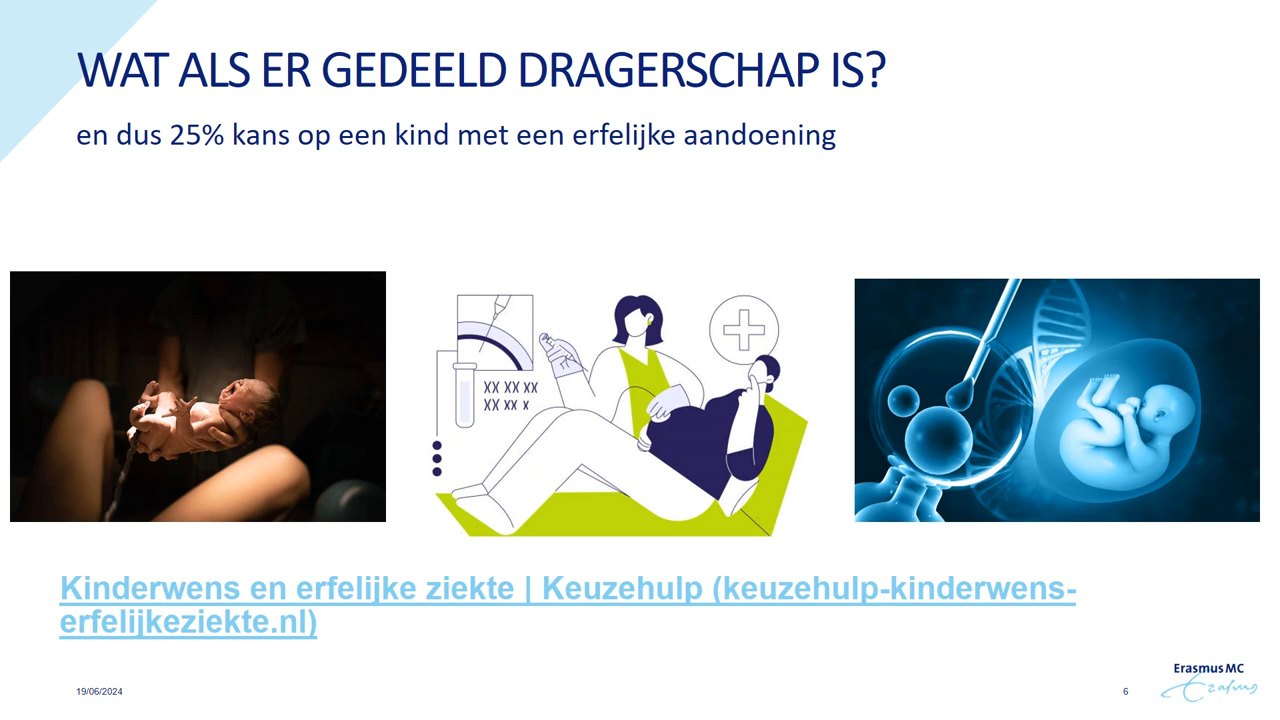 WAT ALS ER GEDEELD DRAGERSCHAP IS?
en dus 25% kans op een kind met een erfelijke aandoening
XX XX XX
XX XX X
Kinderwens en erfelijke ziekte | Keuzehulp (keuzehulp-kinderwens-
erfelijkeziekte.nl)
19/06/2024
6
Erasmus MC
Erasmus